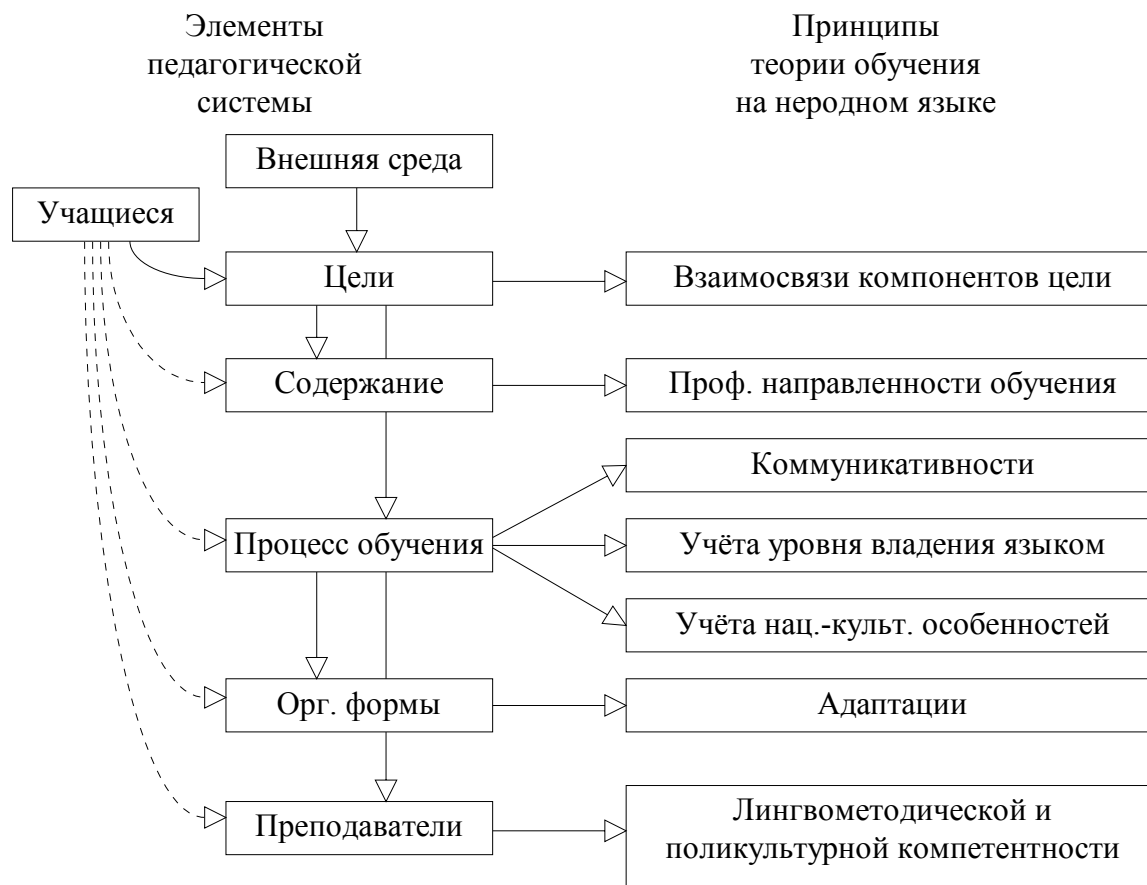 Элементы
педагогической
системы
Принципы
теории обучения
на неродном языке
Внешняя среда
Учащиеся
Цели
Взаимосвязи компонентов цели
Содержание
Проф. направленности обучения
Коммуникативности
Процесс обучения
Учёта уровня владения языком
Учёта нац.-культ. особенностей
Орг. формы
Адаптации
Преподаватели
Лингвометодической и
поликультурной компетентности